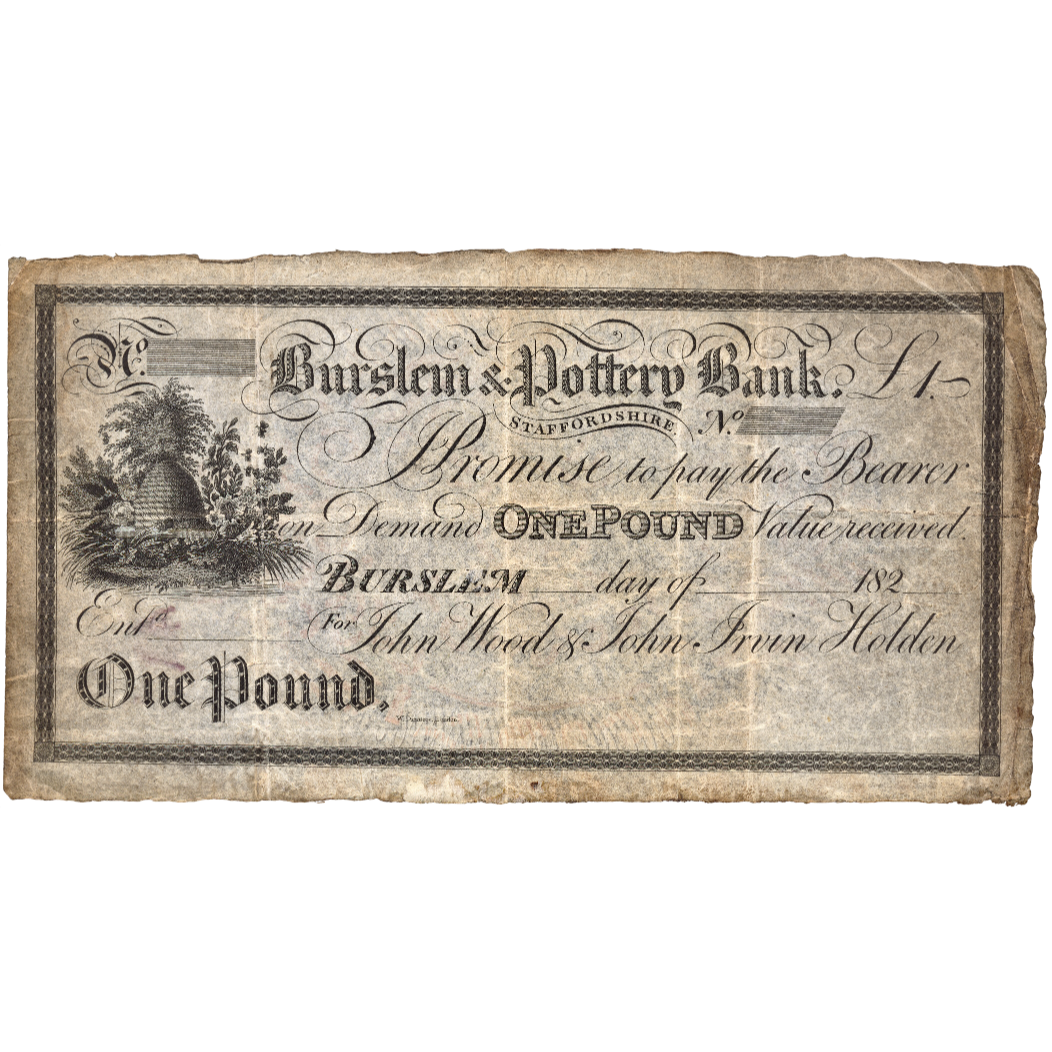 No.
Burslem & Pottery Bank. £1.-
STAFFORDSHIRE No.
I Promise to pay the Bearer
on Demand ONE POUND Value received.
BURSLEM day of 182
Entd. For John Wood & John Irvin Holden
One Pound,